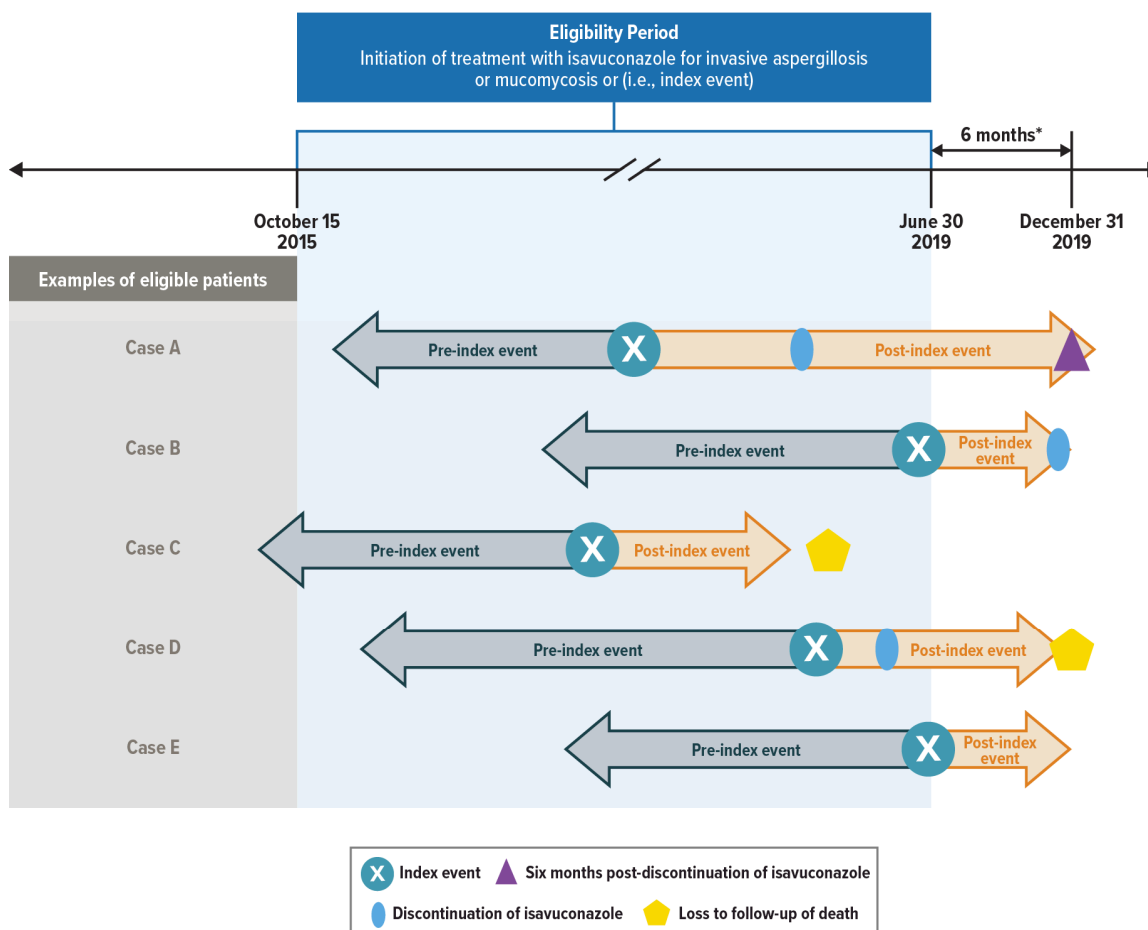 Eligibility Period
Initiation of treatment with isavuconazole for invasive aspergillosis
or mucomycosis or (i.e., index event)
6 months*
October 15
2015
June 30
2019
December 31
2019
Examples of eligible patients
Case A
Pre-index event
X
Post-index event
Case B
Pre-index event
X
Post-index
event
Case C
Pre-index event
X
Post-index event
Case D
Pre-index event
X
Post-index event
Case E
Pre-index event
X
Post-index
event
X Index event
Six months post-discontinuation of isavuconazole
Discontinuation of isavuconazole
Loss to follow-up of death